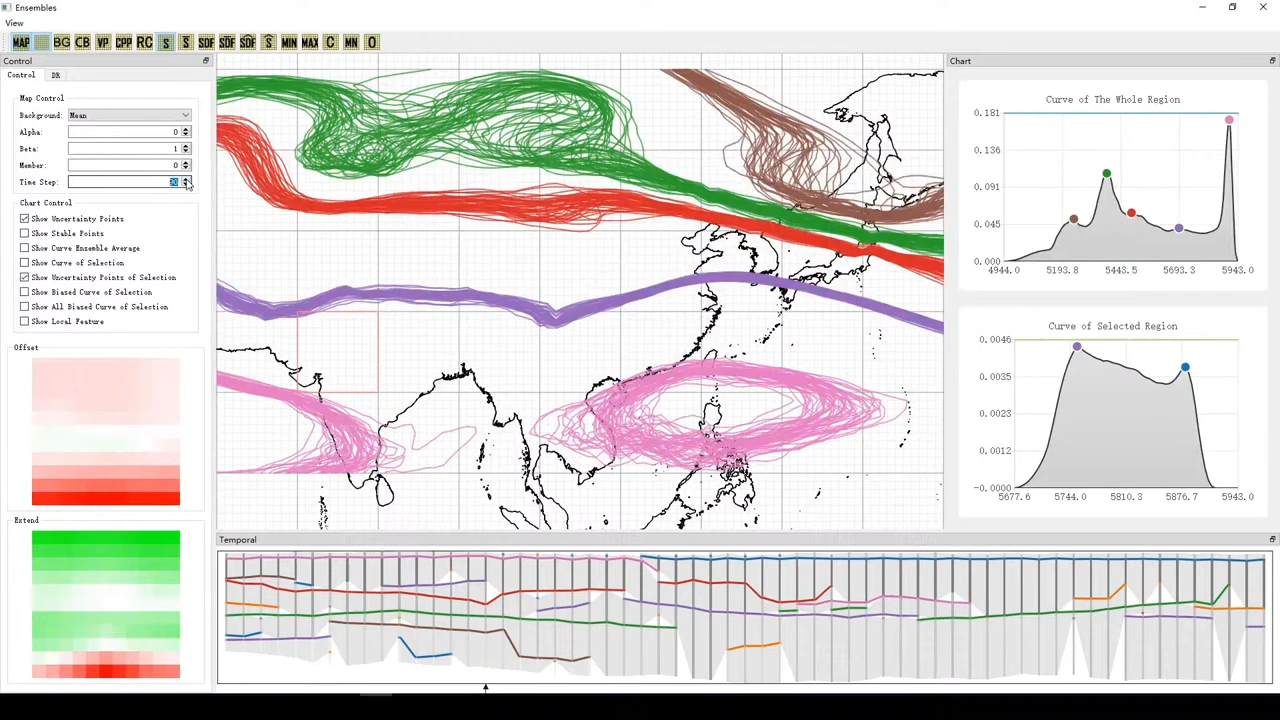 Ensembles
View
MAP BG CB VP CPP RC S S SDF SDF SDF S MIN MAX C MN O
Control
Control DR
Map Control
Background: Mean
Alpha: 0
Beta: 1
Member: 0
Time Step: 30
Chart Control
Show Uncertainty Points
Show Stable Points
Show Curve Ensemble Average
Show Curve of Selection
Show Uncertainty Points of Selection
Show Biased Curve of Selection
Show All Biased Curve of Selection
Show Local Feature
Offset
Extend
Chart
Curve of The Whole Region
0.181
0.136
0.091
0.045
0.000
4944.0 5193.8 5443.5 5693.3 5943.0
Curve of Selected Region
0.0046
0.0035
0.0023
0.0012
-0.0000
5677.6 5744.0 5810.3 5876.7 5943.0
Temporal